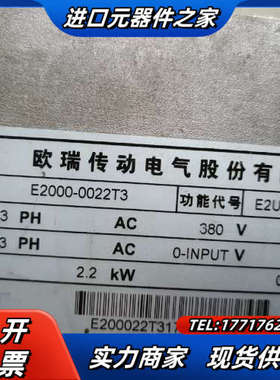 进口元器件之家
欧瑞传动电气股份有
E2000-0022T3 功能代号 E2U
3 PH AC 380 V
3 PH AC 0-INPUT V
2.2 kW
E200022T317
开票
TEL:1771762
实力商家 现货供